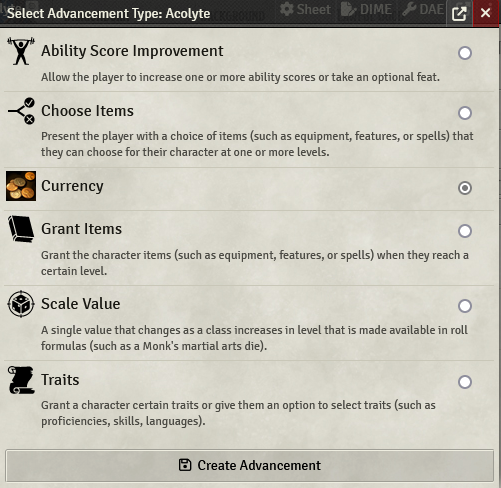 Select Advancement Type: Acolyte
Sheet DIME DAE
Ability Score Improvement
Allow the player to increase one or more ability scores or take an optional feat.
Choose Items
Present the player with a choice of items (such as equipment, features, or spells) that
they can choose for their character at one or more levels.
Currency
Grant Items
Grant the character items (such as equipment, features, or spells) when they reach a
certain level.
Scale Value
A single value that changes as a class increases in level that is made available in roll
formulas (such as a Monk's martial arts die).
Traits
Grant a character certain traits or give them an option to select traits (such as
proficiencies, skills, languages).
Create Advancement